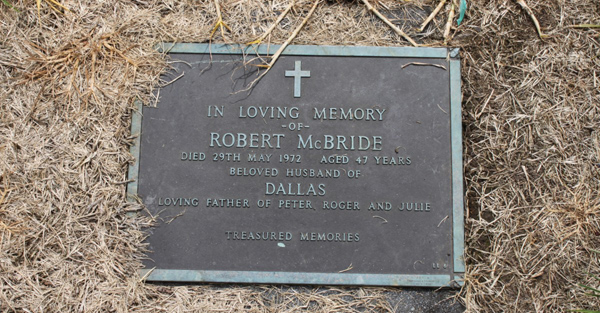 IN LOVING MEMORY
-OF-
ROBERT McBRIDE
DIED 29TH MAY 1972 AGED 47 YEARS
BELOVED HUSBAND OF
DALLAS
LOVING FATHER OF PETER, ROGER AND JULIE
TREASURED MEMORIES